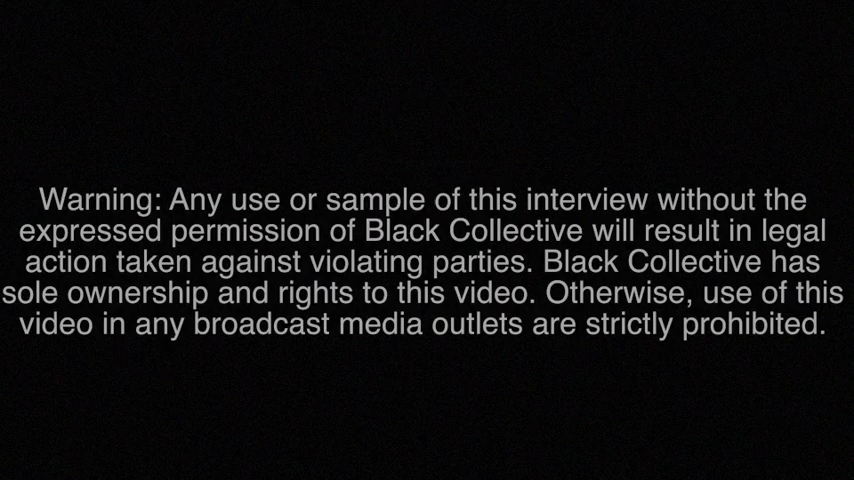 Warning: Any use or sample of this interview without the
expressed permission of Black Collective will result in legal
action taken against violating parties. Black Collective has
sole ownership and rights to this video. Otherwise, use of this
video in any broadcast media outlets are strictly prohibited.